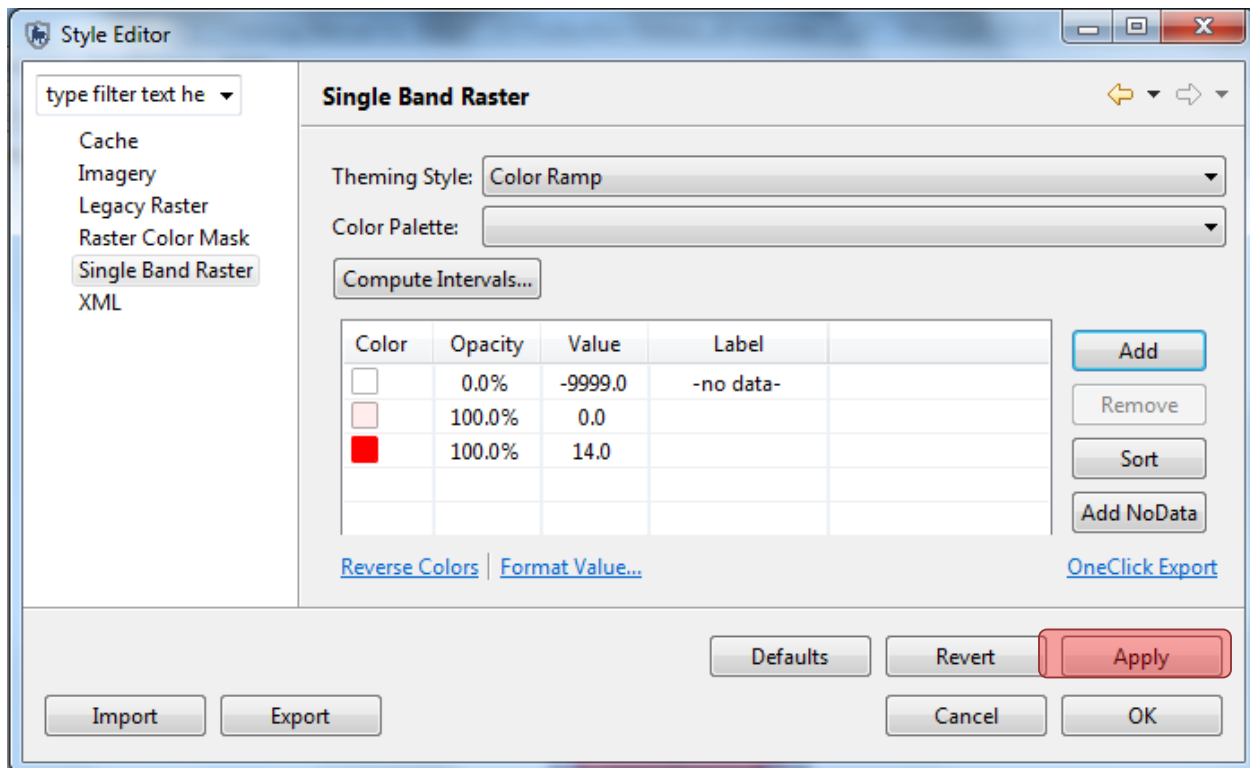 Style Editor
type filter text he
Cache
Imagery
Legacy Raster
Raster Color Mask
Single Band Raster
XML
Single Band Raster
Theming Style: Color Ramp
Color Palette:
Compute Intervals...
Color Opacity Value Label
0.0% -9999.0 -no data-
100.0% 0.0
100.0% 14.0
Add
Remove
Sort
Add NoData
Reverse Colors Format Value... OneClick Export
Defaults Revert Apply
Import Export Cancel OK